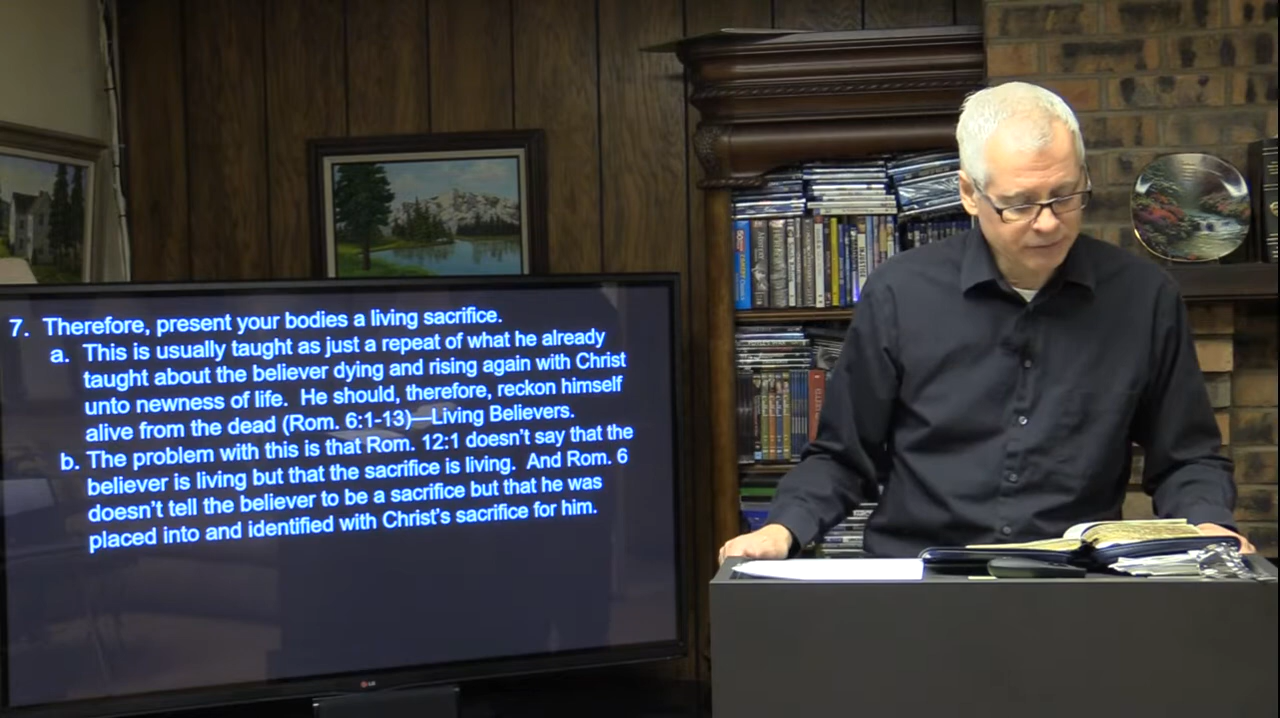 7. Therefore, present your bodies a living sacrifice.
a. This is usually taught as just a repeat of what he already
taught about the believer dying and rising again with Christ
unto newness of life. He should, therefore, reckon himself
alive from the dead (Rom. 6:1-13)—Living Believers.
b. The problem with this is that Rom. 12:1 doesn't say that the
believer is living but that the sacrifice is living. And Rom. 6
doesn't tell the believer to be a sacrifice but that he was
placed into and identified with Christ's sacrifice for him.
LG